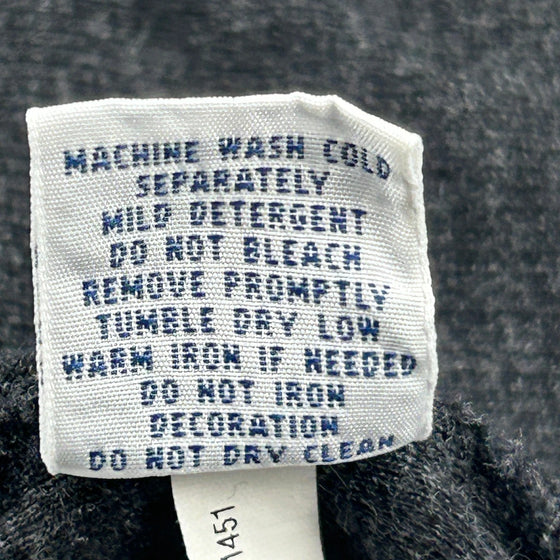 MACHINE WASH COLD
SEPARATELY
MILD DETERGENT
DO NOT BLEACH
REMOVE PROMPTLY
TUMBLE DRY LOW
WARM IRON IF NEEDED
DO NOT IRON
DECORATION
DO NOT DRY CLEAN
1451